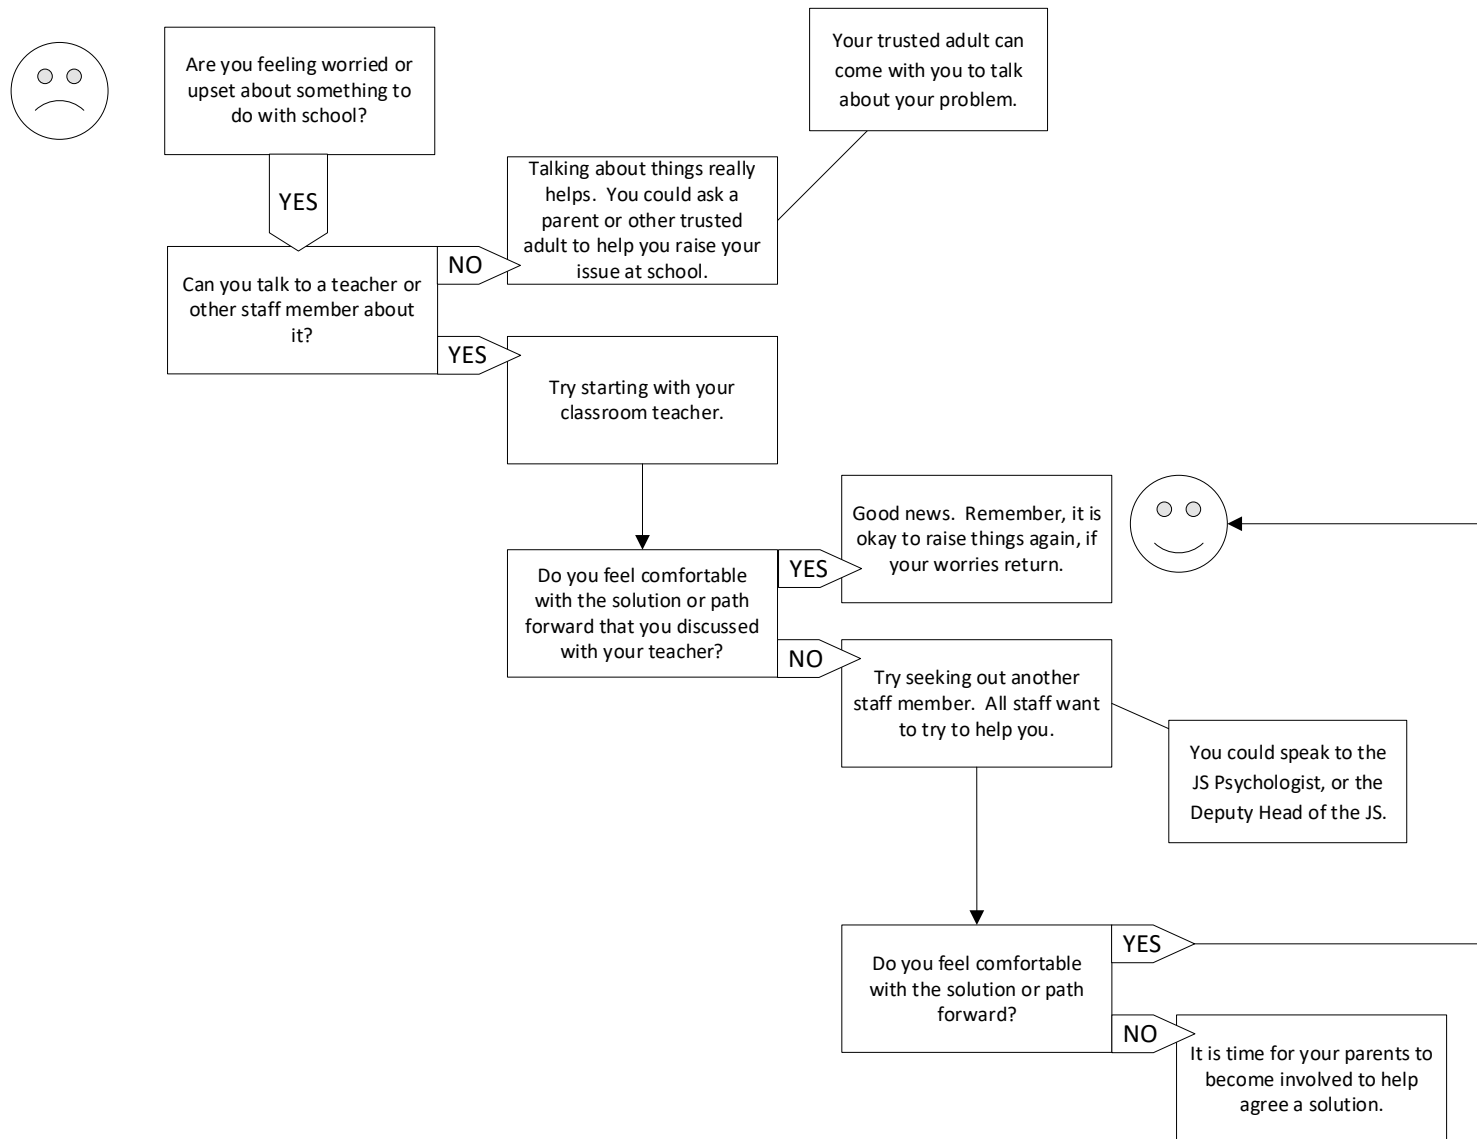 Are you feeling worried or
upset about something to
do with school?
Your trusted adult can
come with you to talk
about your problem.
YES
Talking about things really
helps.  You could ask a
parent or other trusted
adult to help you raise your
issue at school.
NO
Can you talk to a teacher or
other staff member about
it?
YES
Try starting with your
classroom teacher.
Good news.  Remember, it is
okay to raise things again, if
your worries return.
YES
Do you feel comfortable
with the solution or path
forward that you discussed
with your teacher?
NO
Try seeking out another
staff member.  All staff want
to try to help you.
You could speak to the
JS Psychologist, or the
Deputy Head of the JS.
Do you feel comfortable
with the solution or path
forward?
YES
NO
It is time for your parents to
become involved to help
agree a solution.